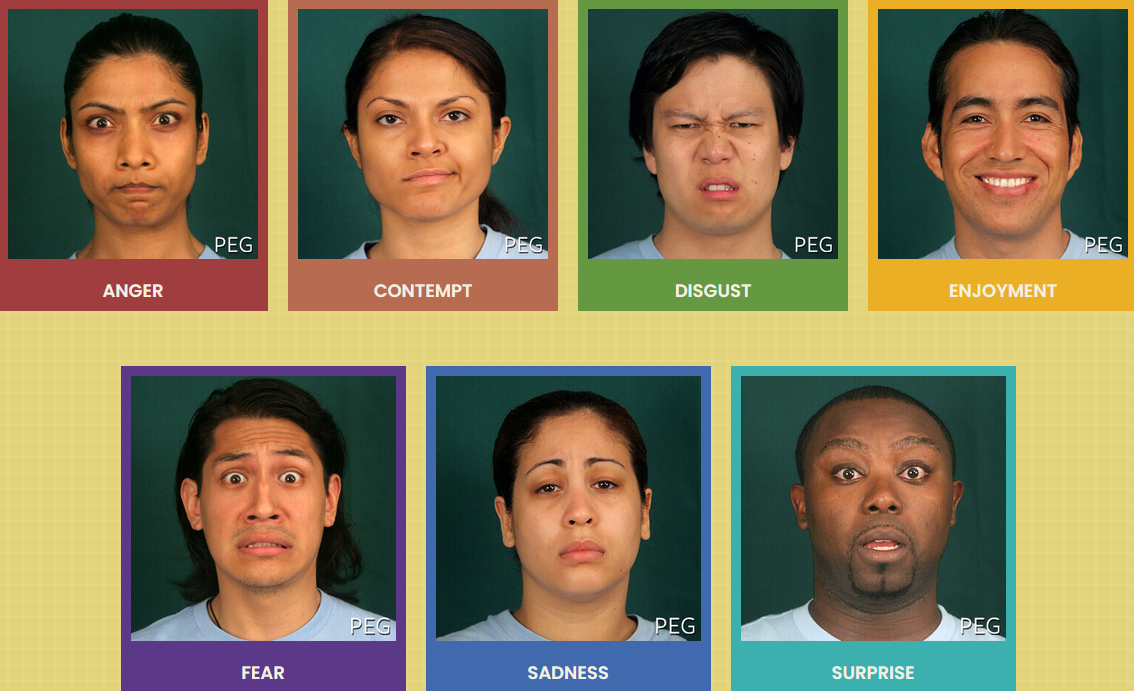 PEG
PEG
PEG
PEG
ANGER
CONTEMPT
DISGUST
ENJOYMENT
PEG
PEG
PEG
FEAR
SADNESS
SURPRISE